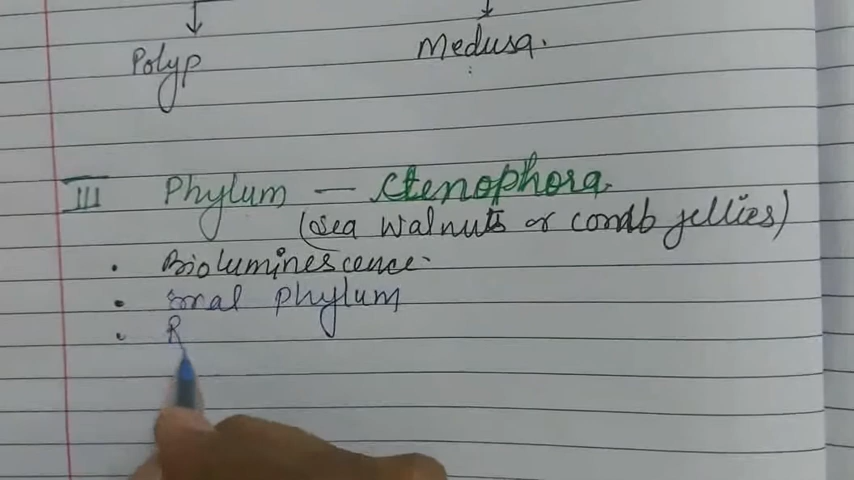 Polyp Medusa.
III Phylum — Ctenophora.
(Sea Walnuts or comb jellies)
• Bioluminescence.
• small phylum
• R